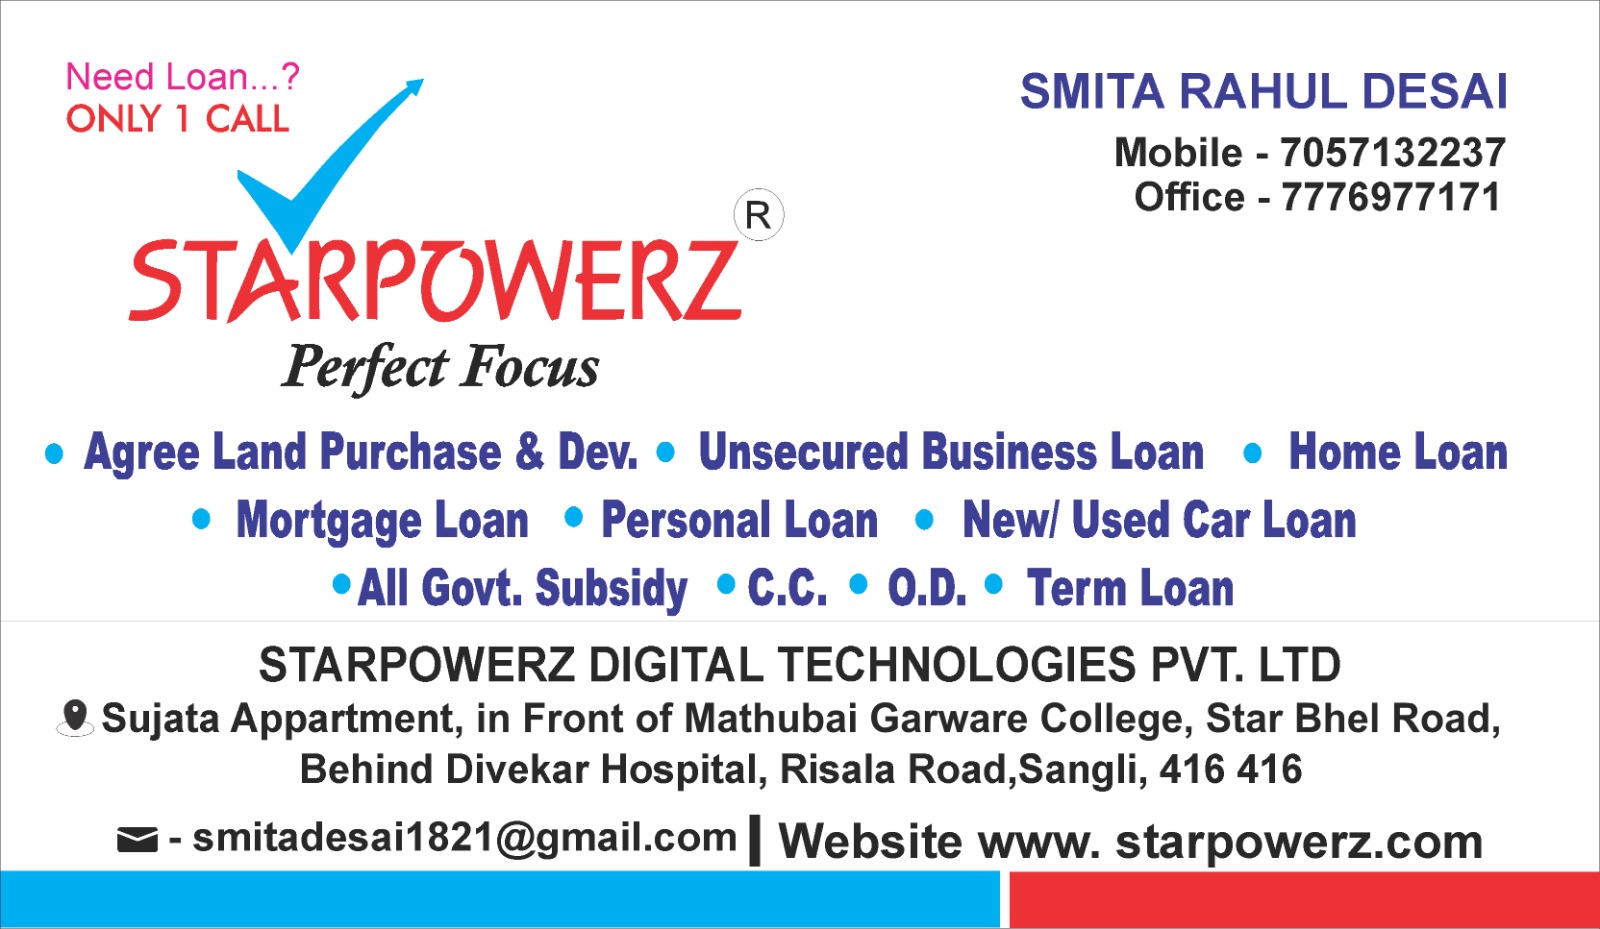 Need Loan...?
ONLY 1 CALL
STARPOWERZ ®
Perfect Focus
SMITA RAHUL DESAI
Mobile - 7057132237
Office - 7776977171
• Agree Land Purchase & Dev. • Unsecured Business Loan • Home Loan
• Mortgage Loan • Personal Loan • New/ Used Car Loan
• All Govt. Subsidy • C.C. • O.D. • Term Loan
STARPOWERZ DIGITAL TECHNOLOGIES PVT. LTD
Sujata Appartment, in Front of Mathubai Garware College, Star Bhel Road,
Behind Divekar Hospital, Risala Road,Sangli, 416 416
- smitadesai1821@gmail.com | Website www. starpowerz.com